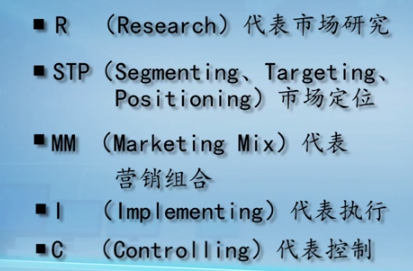 R （Research）代表市场研究
STP（Segmenting、Targeting、
Positioning）市场定位
MM （Marketing Mix）代表
营销组合
I （Implementing）代表执行
C （Controlling）代表控制